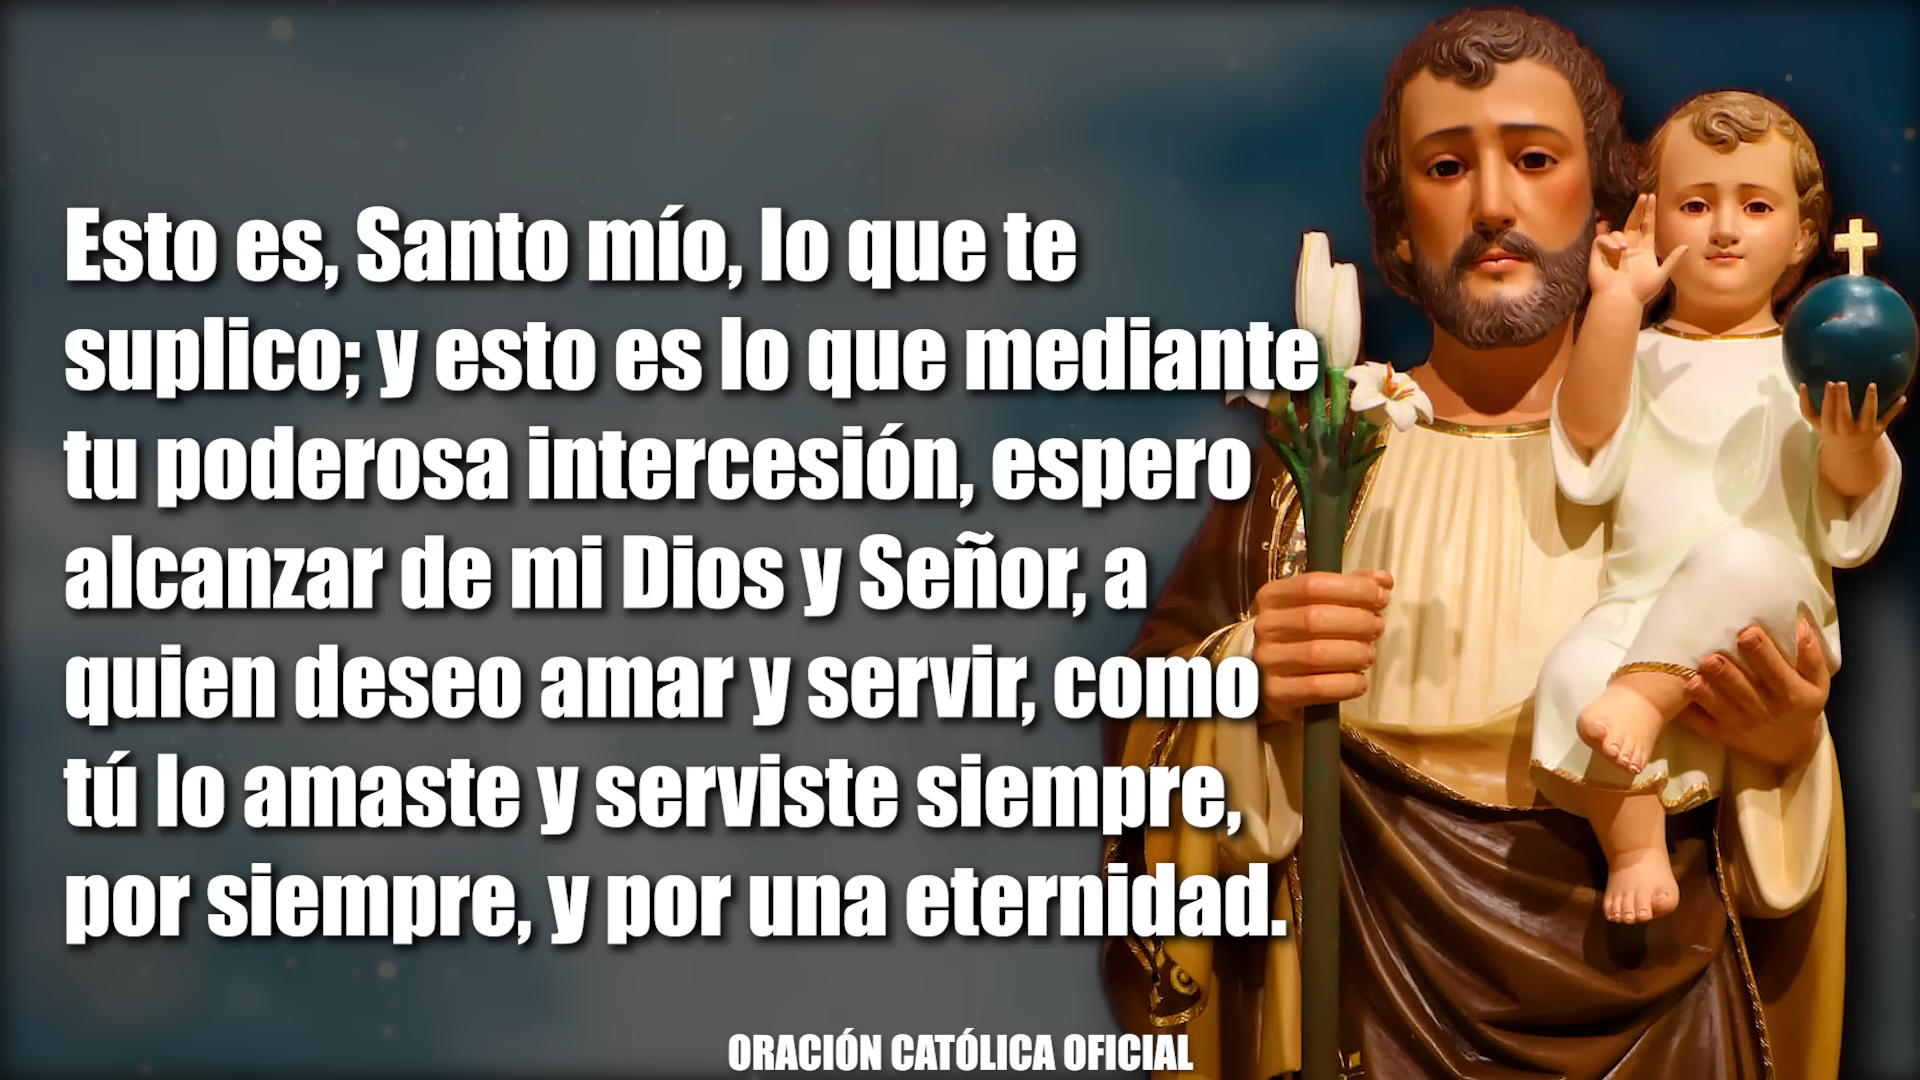 Esto es, Santo mío, lo que te
suplico; y esto es lo que mediante
tu poderosa intercesión, espero
alcanzar de mi Dios y Señor, a
quien deseo amar y servir, como
tú lo amaste y serviste siempre,
por siempre, y por una eternidad.
ORACIÓN CATÓLICA OFICIAL